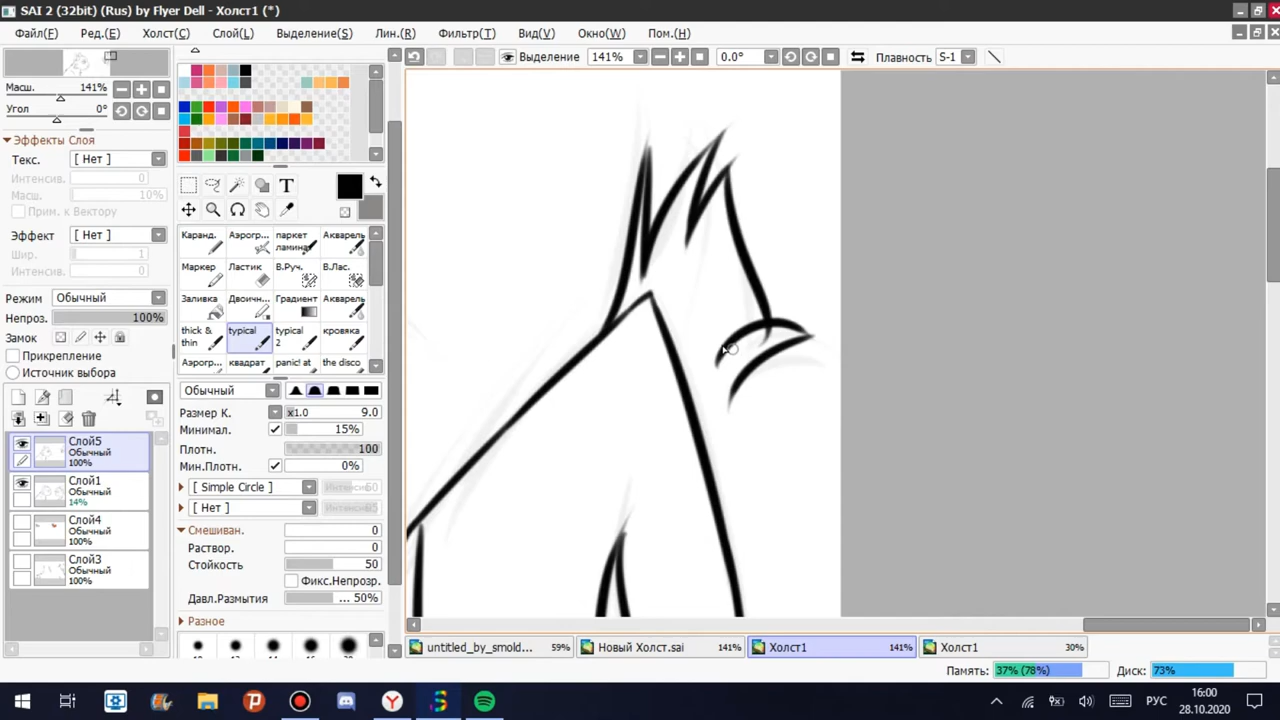 SAI 2 (32bit) (Rus) by Flyer Dell - Холст1 (*)
Файл(F) Ред.(E) Холст(C) Слой(L) Выделение(S) Лин.(R) Фильтр(T) Вид(V) Окно(W) Пом.(H)
Выделение 141% 0.0° Плавность S-1
Масш. 141%
Угол 0°
Эффекты Слоя
Текс. [ Нет ]
Интенсив. 0
Масш. 10%
Прим. к Вектору
Эффект [ Нет ]
Шир. 1
Интенсив. 0
Режим Обычный
Непроз. 100%
Замок
Прикрепление
Источник выбора
Слой5
Обычный
100%
Слой1
Обычный
14%
Слой4
Обычный
100%
Слой3
Обычный
100%
T
Каранд. Аэрогр... паркет ламина Акварель
Маркер Ластик В.Руч. В.Лас.
Заливка Двоичн... Градиент Акварель
thick & thin typical typical 2 кровяка
Аэрогр... квадрат panic! at the disco
Обычный
Размер К. x1.0 9.0
Минимал. 15%
Плотн. 100
Мин.Плотн. 0%
[ Simple Circle ] Интенсив
[ Нет ] Интенсив
Смешиван. 0
Раствор. 0
Стойкость 50
Фикс.Непрозр.
Давл.Размытия ... 50%
Разное
untitled_by_smold... 59% Новый Холст.sai 141% Холст1 141% Холст1 30%
Память: 37% (78%) Диск: 73%
РУС
16:00
28.10.2020